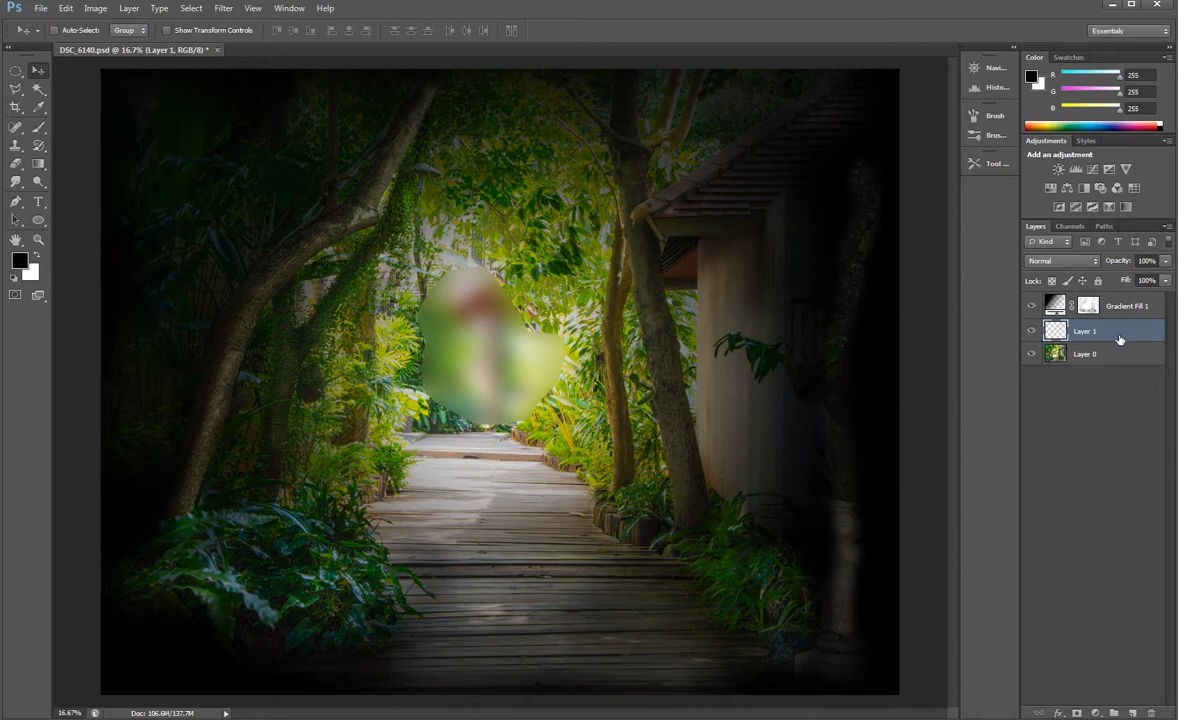 Ps File Edit Image Layer Type Select Filter View Window Help
Auto-Select: Group Show Transform Controls Essentials
DSC_6140.psd @ 16.7% (Layer 1, RGB/8) * ×
Navi...
Histo...
Brush
Brus...
Tool ...
Color Swatches
R 255
G 255
B 255
Adjustments Styles
Add an adjustment
Layers Channels Paths
Kind
Normal Opacity: 100%
Lock: Fill: 100%
Gradient Fill 1
Layer 1
Layer 0
16.67% Doc: 106.6M/137.7M